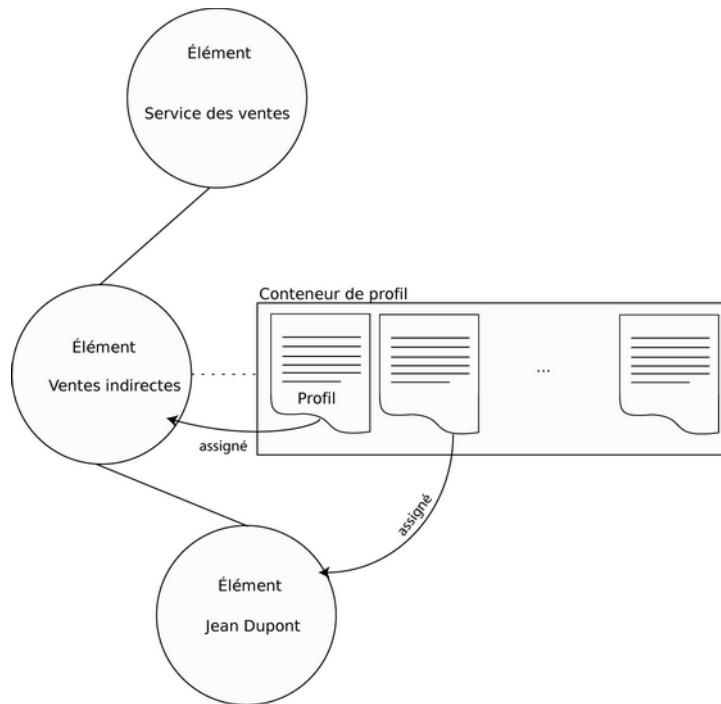 Élément
Service des ventes
Conteneur de profil
Élément
Ventes indirectes
Profil
...
assigné
assigné
Élément
Jean Dupont